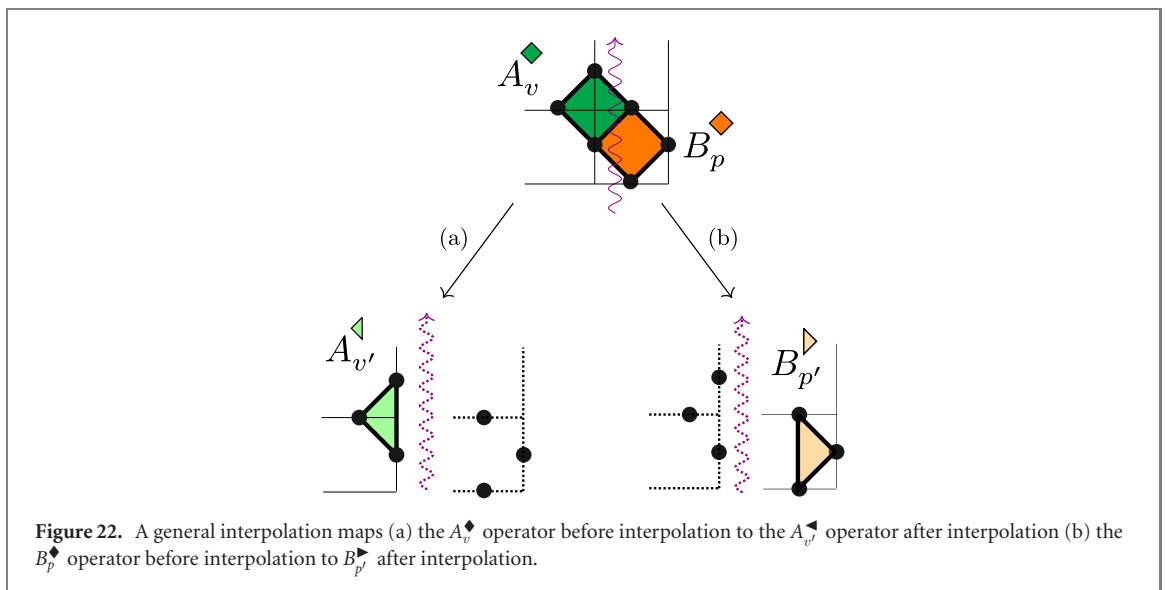 A_v^◆
B_p^◆
(a)
(b)
A_{v′}^◀
B_{p′}^▶
Figure 22. A general interpolation maps (a) the A_v^◆ operator before interpolation to the A_{v′}^◀ operator after interpolation (b) the
B_p^◆ operator before interpolation to B_{p′}^▶ after interpolation.